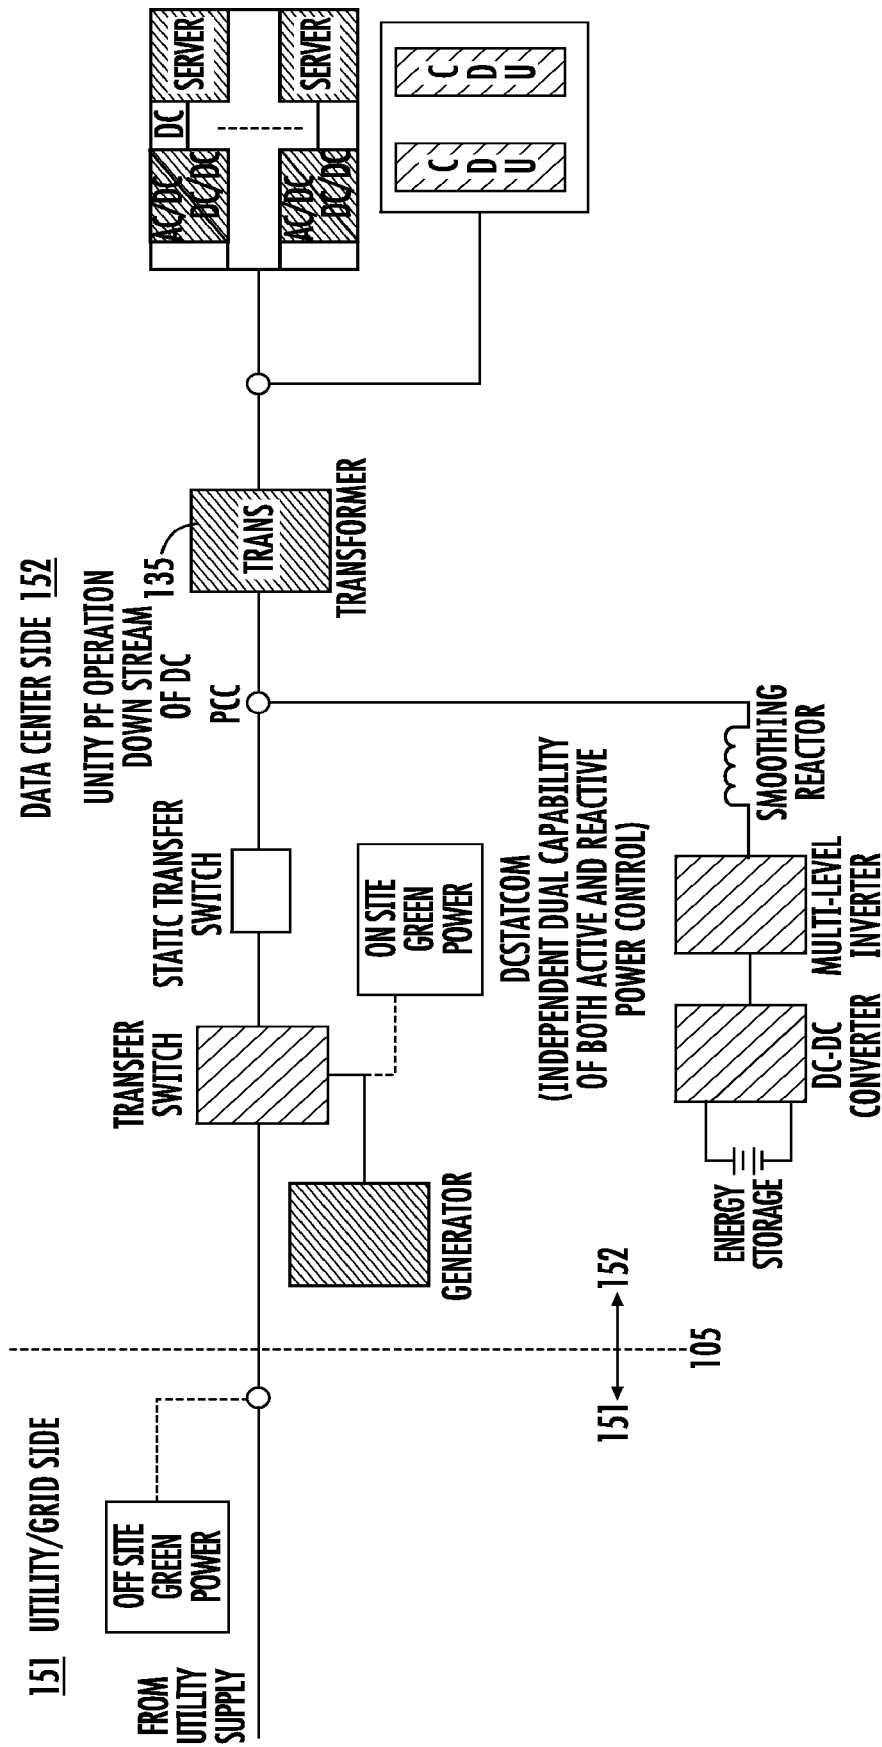 151 UTILITY/GRID SIDE
DATA CENTER SIDE 152
UNITY PF OPERATION
DOWN STREAM
OF DC
FROM
UTILITY
SUPPLY
OFF SITE
GREEN
POWER
TRANSFER
SWITCH
STATIC TRANSFER
SWITCH
PCC
135
TRANS
TRANSFORMER
AC/DC
DC/DC
DC
SERVER
AC/DC
DC/DC
SERVER
C
D
U
C
D
U
GENERATOR
ON SITE
GREEN
POWER
DCSTATCOM
(INDEPENDENT DUAL CAPABILITY
OF BOTH ACTIVE AND REACTIVE
POWER CONTROL)
151
152
105
ENERGY
STORAGE
DC-DC
CONVERTER
MULTI-LEVEL
INVERTER
SMOOTHING
REACTOR